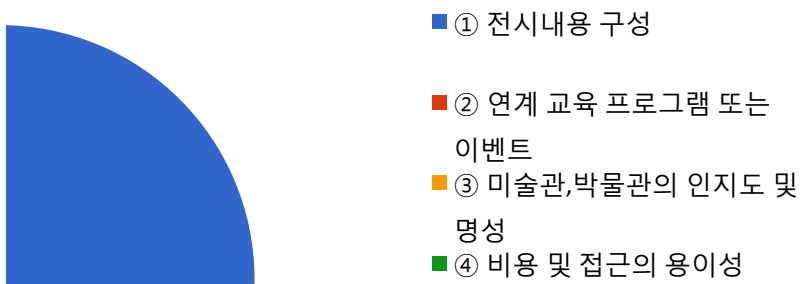 ① 전시내용 구성
② 연계 교육 프로그램 또는
이벤트
③ 미술관,박물관의 인지도 및
명성
④ 비용 및 접근의 용이성